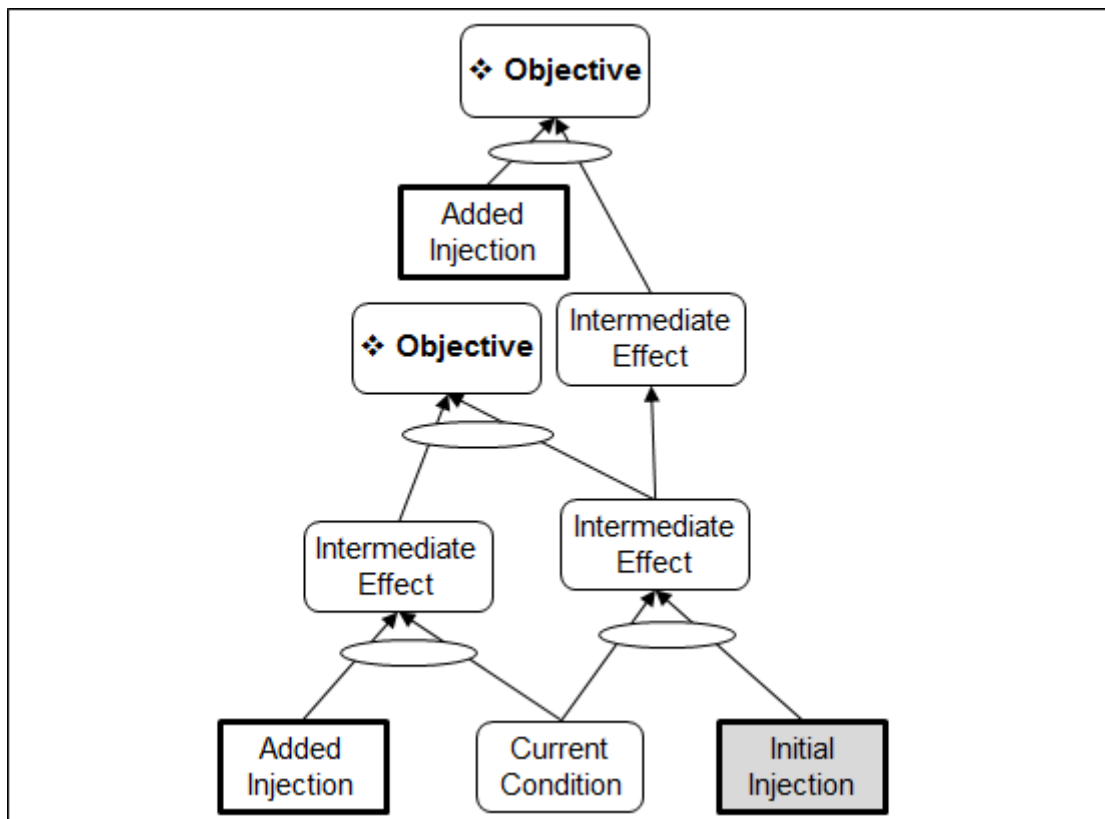 ❖ Objective
Added
Injection
Intermediate
Effect
❖ Objective
Intermediate
Effect
Intermediate
Effect
Added
Injection
Current
Condition
Initial
Injection